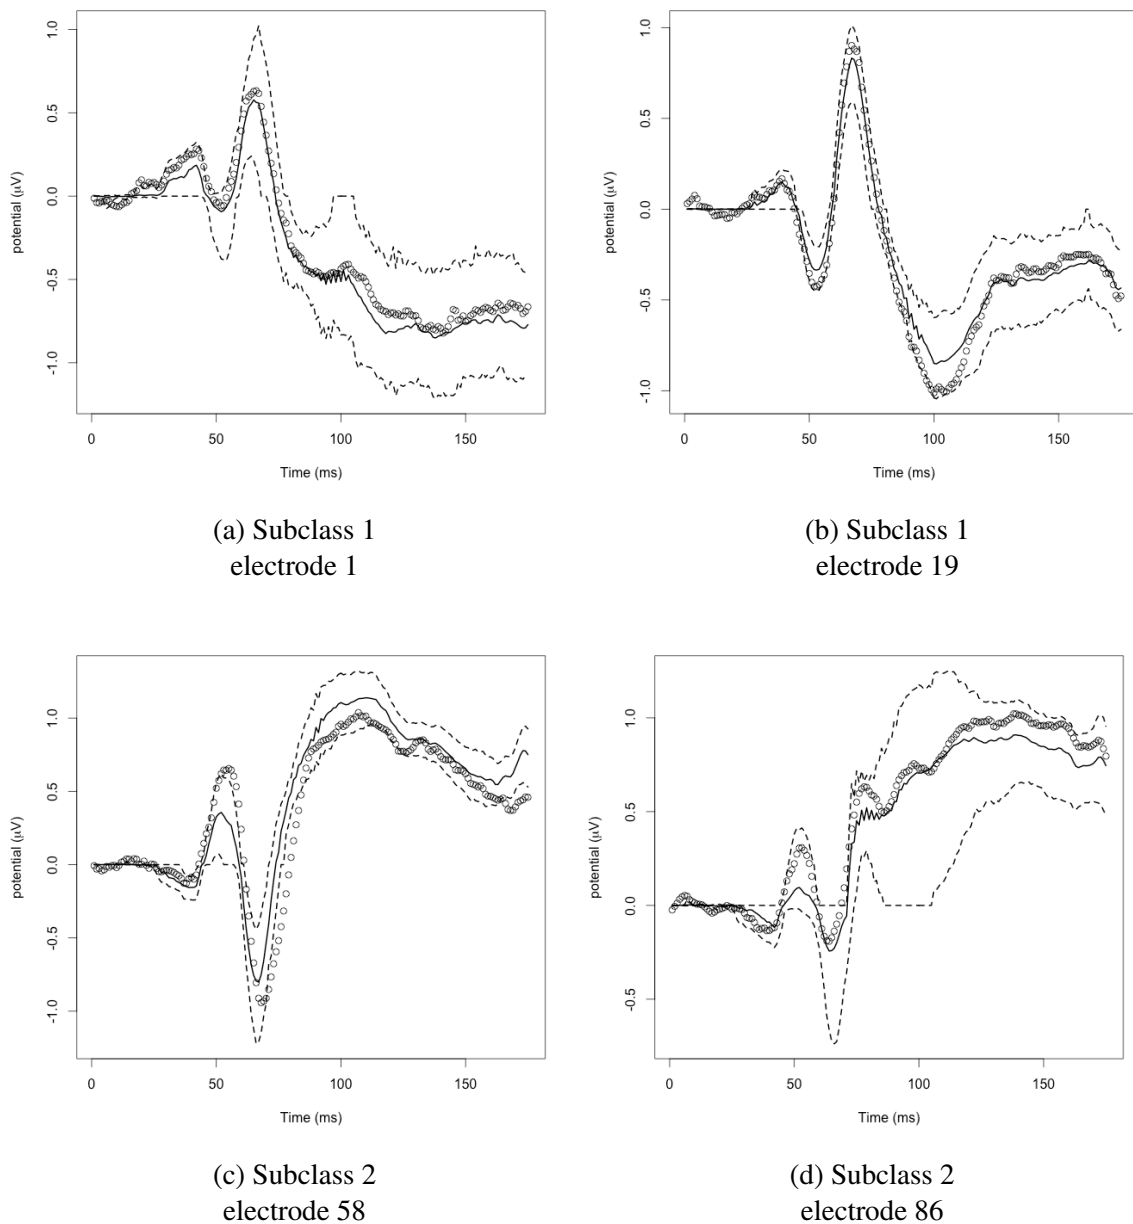 1.0
0.5
0.0
-0.5
-1.0
potential (μV)
0 50 100 150
Time (ms)
(a) Subclass 1
electrode 1
1.0
0.5
0.0
-0.5
-1.0
potential (μV)
0 50 100 150
Time (ms)
(b) Subclass 1
electrode 19
1.0
0.5
0.0
-0.5
-1.0
potential (μV)
0 50 100 150
Time (ms)
(c) Subclass 2
electrode 58
1.0
0.5
0.0
-0.5
potential (μV)
0 50 100 150
Time (ms)
(d) Subclass 2
electrode 86